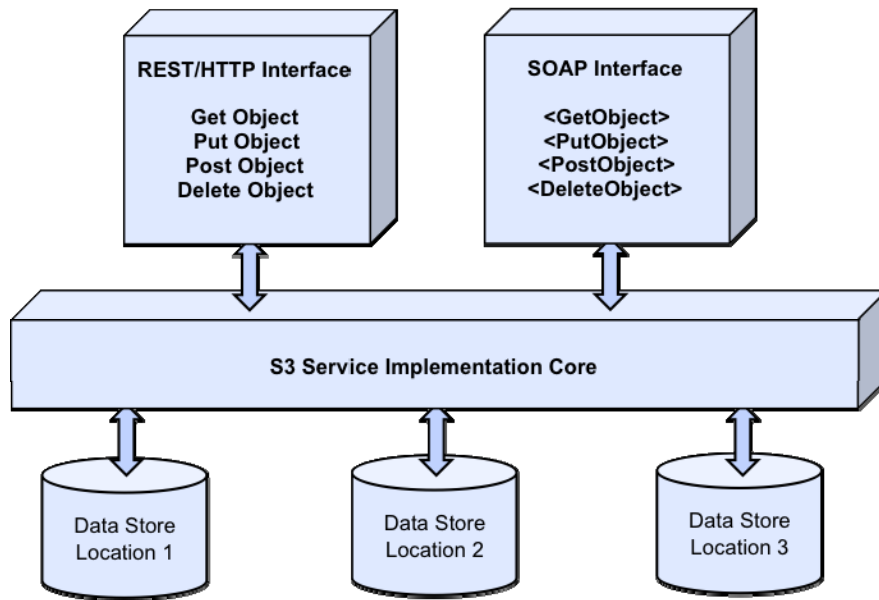 REST/HTTP Interface
Get Object
Put Object
Post Object
Delete Object
SOAP Interface
<GetObject>
<PutObject>
<PostObject>
<DeleteObject>
S3 Service Implementation Core
Data Store
Location 1
Data Store
Location 2
Data Store
Location 3